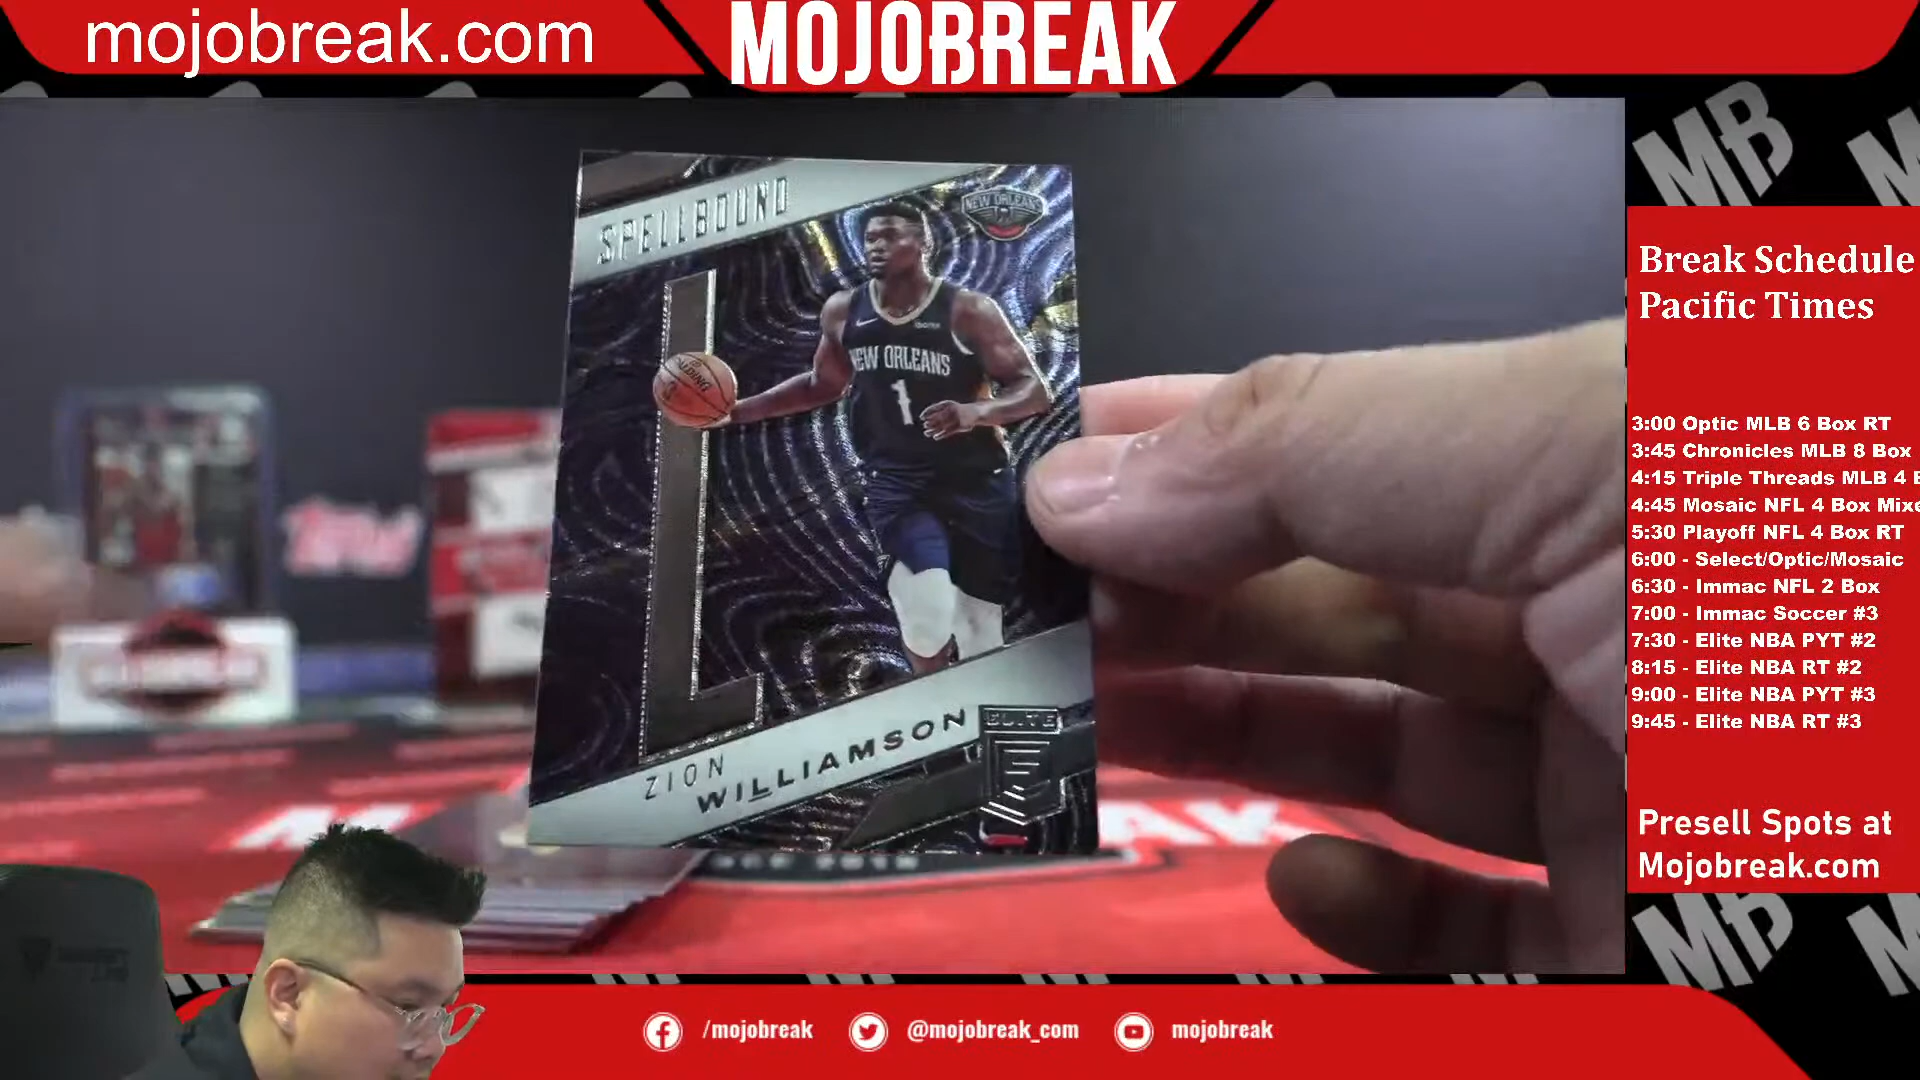 mojobreak.com
MOJOBREAK
MB
SPELLBOUND
NEW ORLEANS
SPALDING
NEW ORLEANS
1
L
ZION
WILLIAMSON
ELITE
E
topps
Break Schedule
Pacific Times
3:00 Optic MLB 6 Box RT
3:45 Chronicles MLB 8 Box
4:15 Triple Threads MLB 4 B
4:45 Mosaic NFL 4 Box Mixe
5:30 Playoff NFL 4 Box RT
6:00 - Select/Optic/Mosaic
6:30 - Immac NFL 2 Box
7:00 - Immac Soccer #3
7:30 - Elite NBA PYT #2
8:15 - Elite NBA RT #2
9:00 - Elite NBA PYT #3
9:45 - Elite NBA RT #3
Presell Spots at
Mojobreak.com
MB
/mojobreak
@mojobreak_com
mojobreak